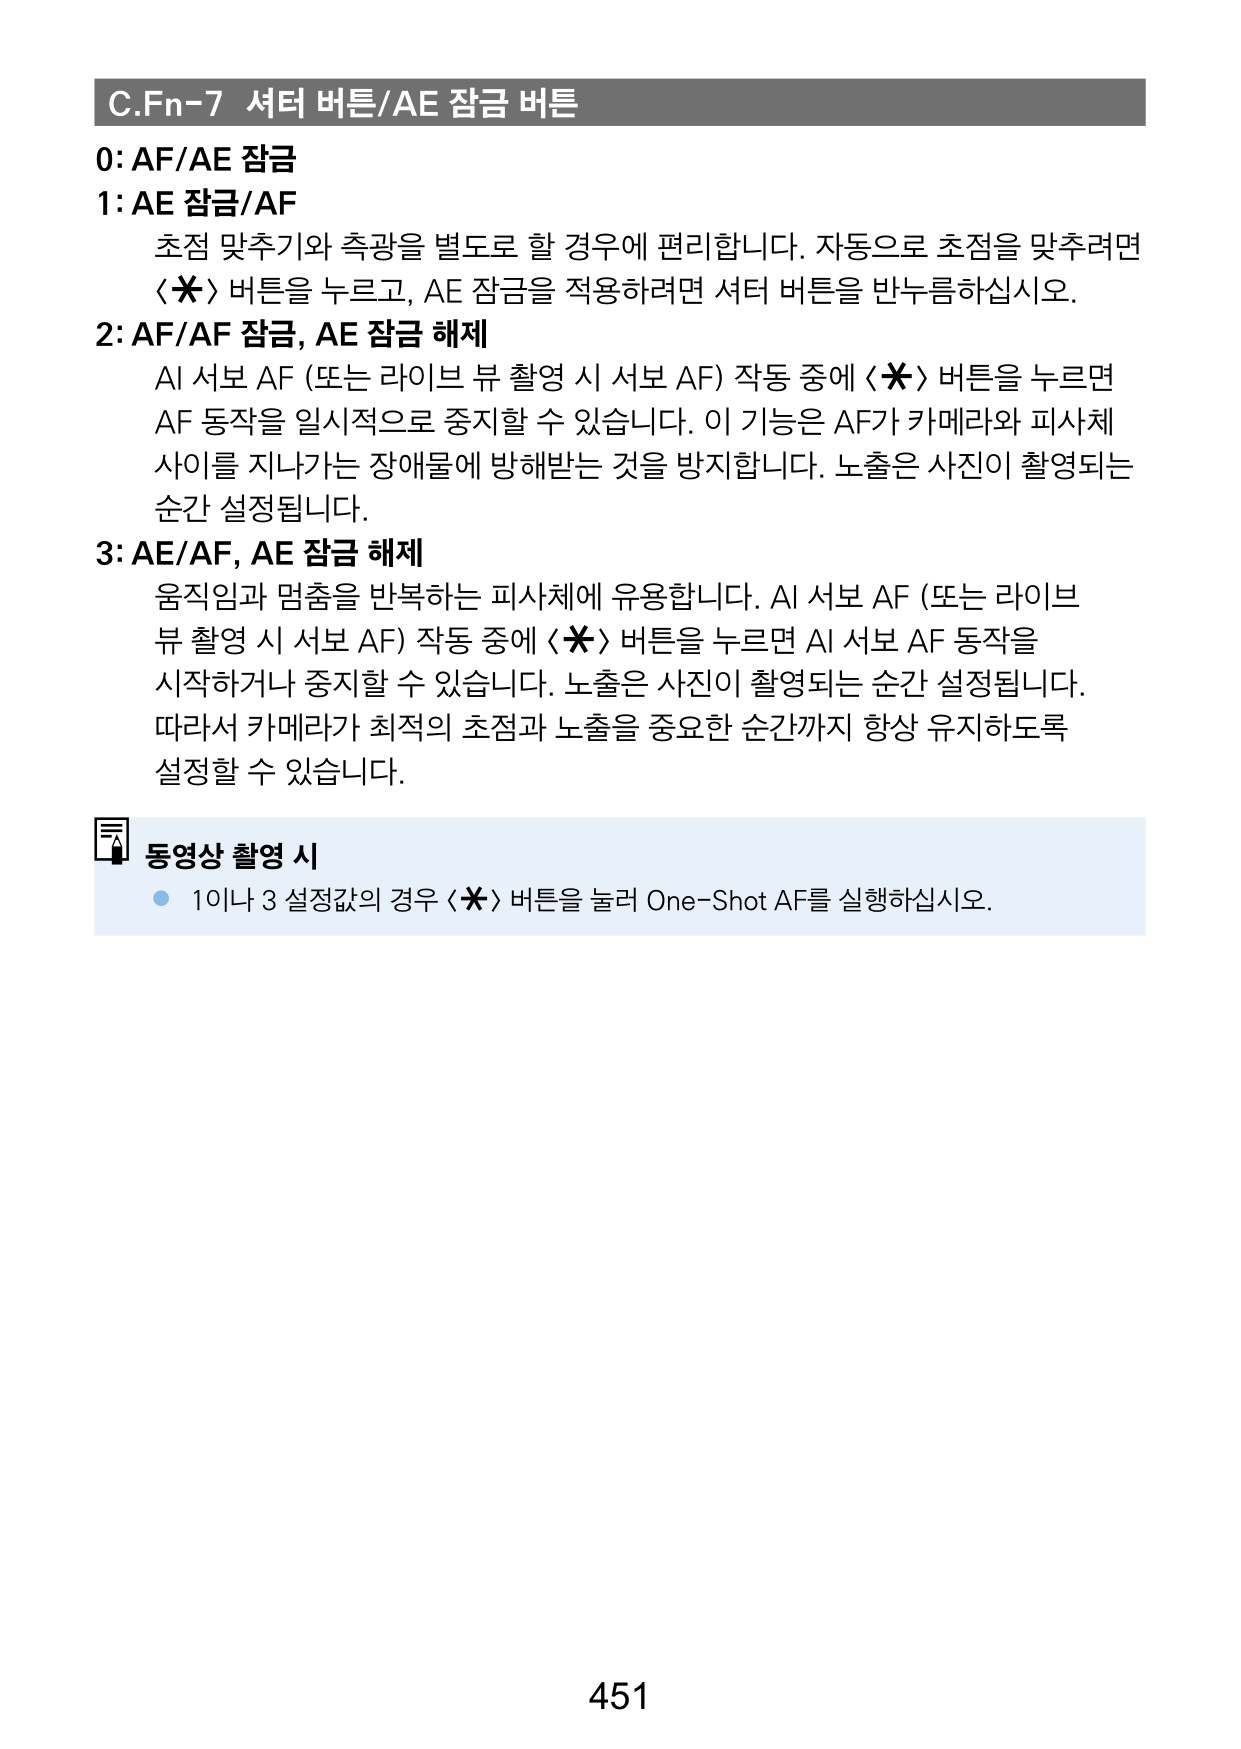 C.Fn-7 셔터 버튼/AE 잠금 버튼
0: AF/AE 잠금
1: AE 잠금/AF
초점 맞추기와 측광을 별도로 할 경우에 편리합니다. 자동으로 초점을 맞추려면
〈✱〉 버튼을 누르고, AE 잠금을 적용하려면 셔터 버튼을 반누름하십시오.
2: AF/AF 잠금, AE 잠금 해제
AI 서보 AF (또는 라이브 뷰 촬영 시 서보 AF) 작동 중에 〈✱〉 버튼을 누르면
AF 동작을 일시적으로 중지할 수 있습니다. 이 기능은 AF가 카메라와 피사체
사이를 지나가는 장애물에 방해받는 것을 방지합니다. 노출은 사진이 촬영되는
순간 설정됩니다.
3: AE/AF, AE 잠금 해제
움직임과 멈춤을 반복하는 피사체에 유용합니다. AI 서보 AF (또는 라이브
뷰 촬영 시 서보 AF) 작동 중에 〈✱〉 버튼을 누르면 AI 서보 AF 동작을
시작하거나 중지할 수 있습니다. 노출은 사진이 촬영되는 순간 설정됩니다.
따라서 카메라가 최적의 초점과 노출을 중요한 순간까지 항상 유지하도록
설정할 수 있습니다.
동영상 촬영 시
● 1이나 3 설정값의 경우 〈✱〉 버튼을 눌러 One-Shot AF를 실행하십시오.
451